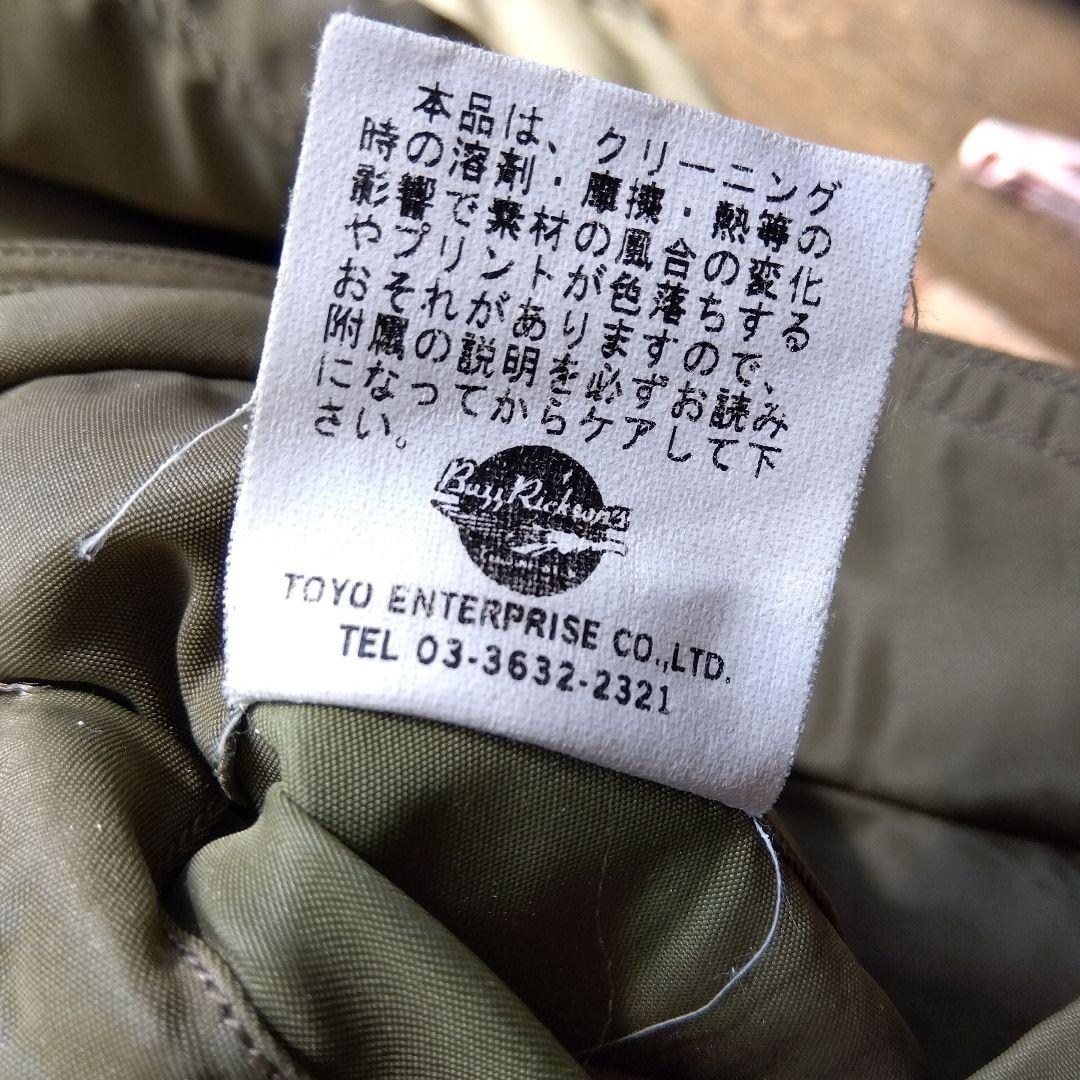 本品は、クリーニング
時の溶剤・摩擦・熱等の
影響で素材の風合の変化
やプリントが色落ちする
おそれがありますので、
附属の説明を必ずお読み
になってからケアして下
さい。
Buzz Rickson's
TOYO ENTERPRISE CO.,LTD.
TEL 03-3632-2321